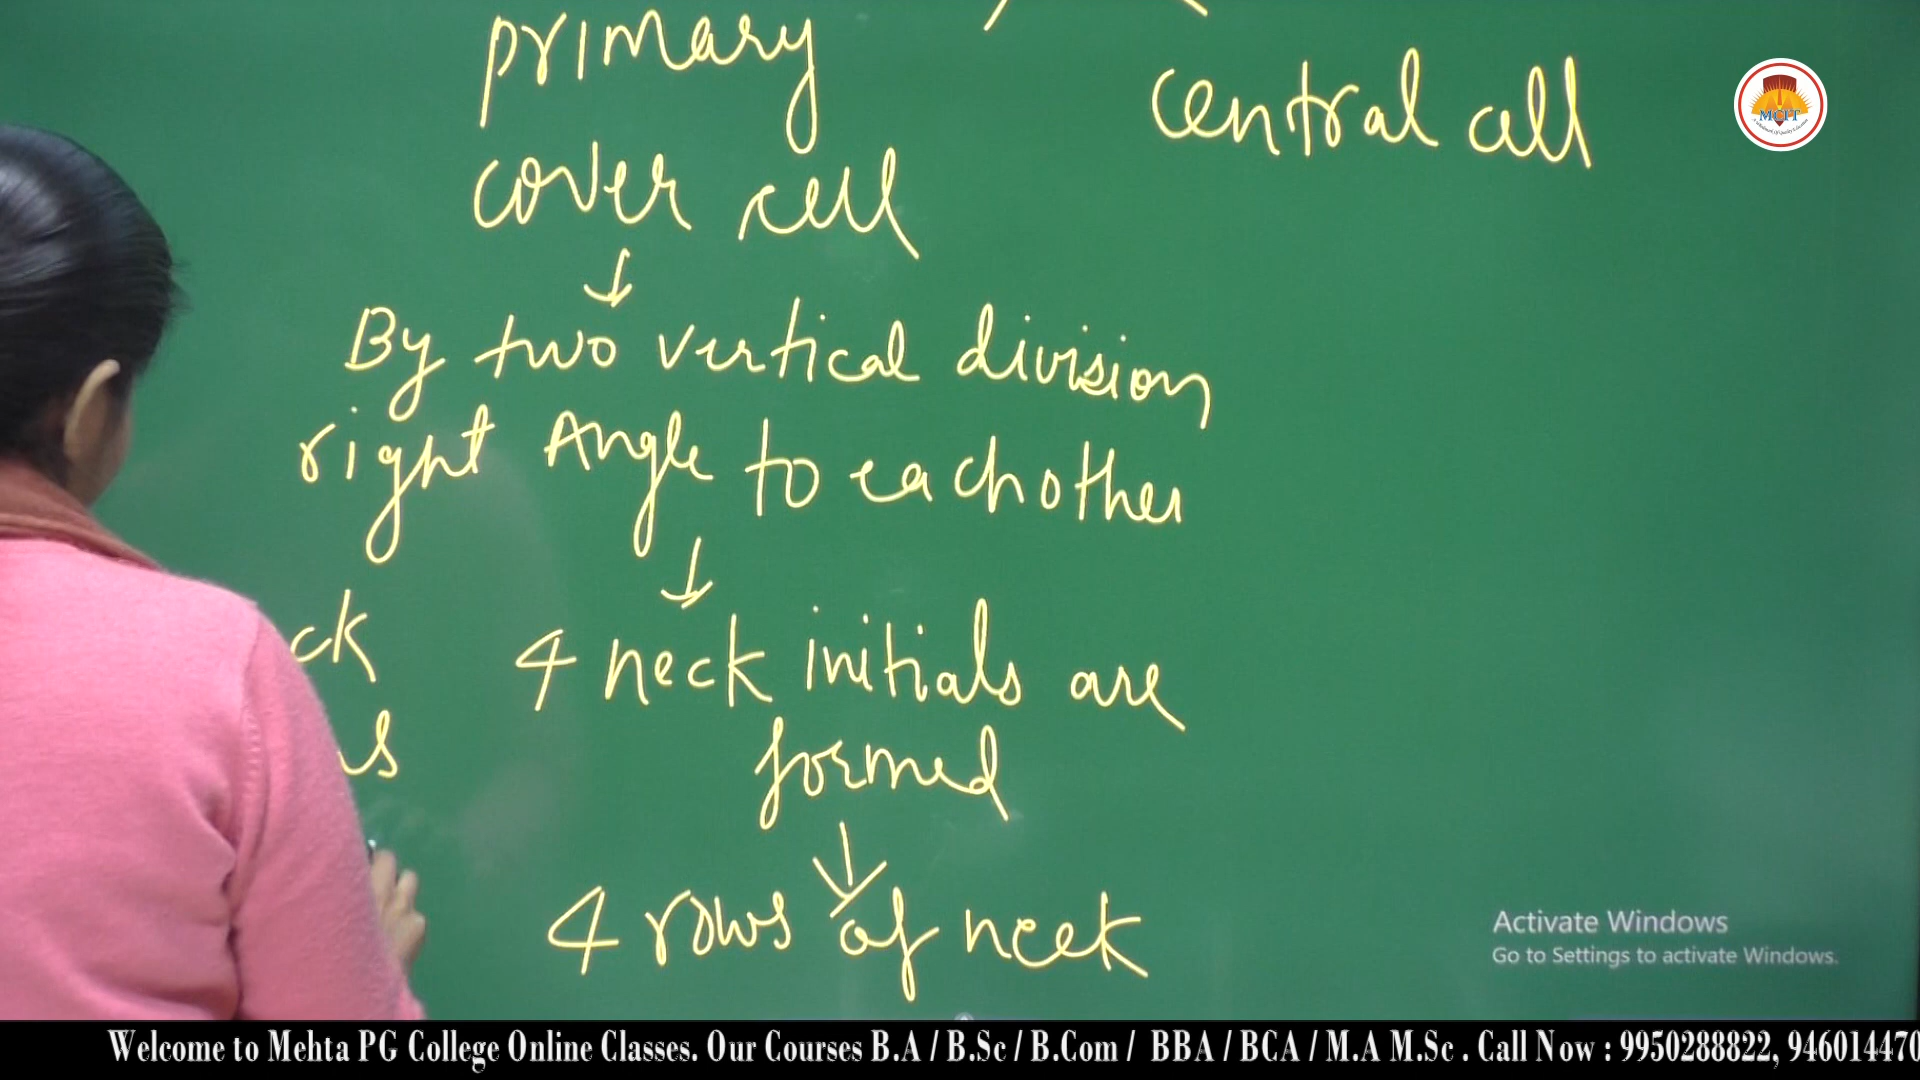 primary
central cell
cover cell
↓
By two vertical division
right Angle to each other
↓
ck
4 neck initials are
formed
↓
4 rows of neck
MCIT
Activate Windows
Go to Settings to activate Windows.
Welcome to Mehta PG College Online Classes. Our Courses B.A / B.Sc / B.Com / BBA / BCA / M.A M.Sc . Call Now : 9950288822, 946014470